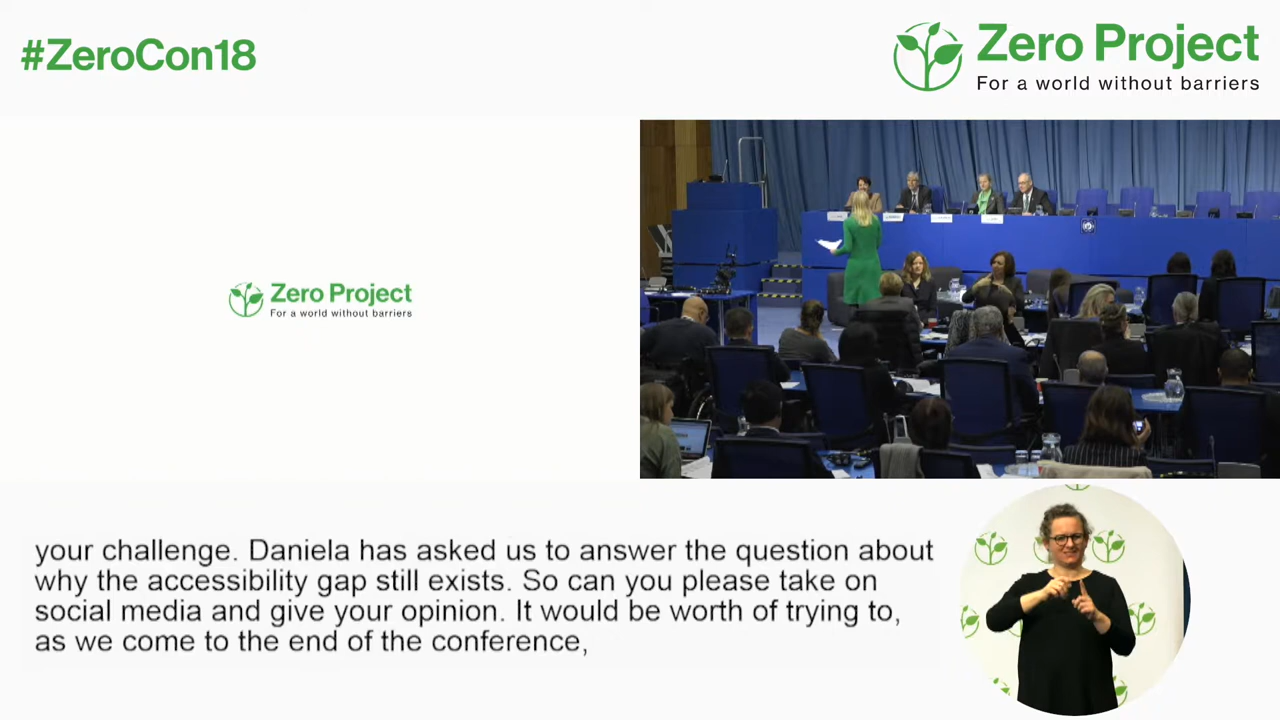 #ZeroCon18
Zero Project
For a world without barriers
Zero Project
For a world without barriers
your challenge. Daniela has asked us to answer the question about
why the accessibility gap still exists. So can you please take on
social media and give your opinion. It would be worth of trying to,
as we come to the end of the conference,